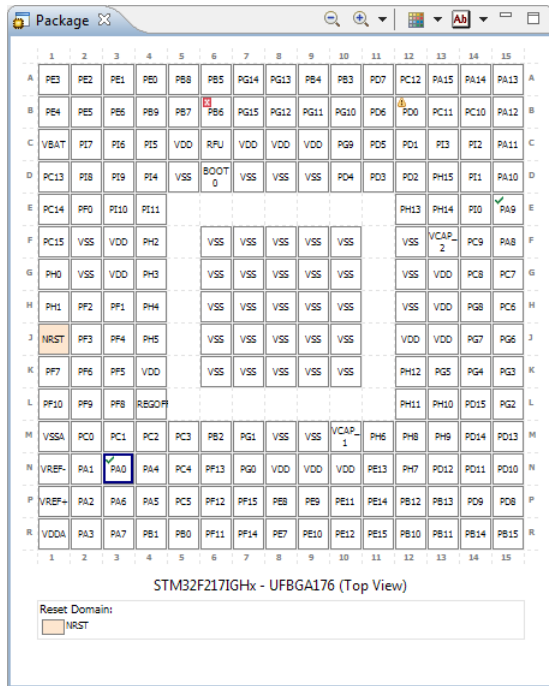 Package
Ab
1 2 3 4 5 6 7 8 9 10 11 12 13 14 15
A PE3 PE2 PE1 PE0 PB8 PB5 PG14 PG13 PB4 PB3 PD7 PC12 PA15 PA14 PA13 A
B PE4 PE5 PE6 PB9 PB7 PB6 PG15 PG12 PG11 PG10 PD6 PD0 PC11 PC10 PA12 B
C VBAT PI7 PI6 PI5 VDD RFU VDD VDD VDD PG9 PD5 PD1 PI3 PI2 PA11 C
D PC13 PI8 PI9 PI4 VSS BOOT0 VSS VSS VSS PD4 PD3 PD2 PH15 PI1 PA10 D
E PC14 PF0 PI10 PI11 PH13 PH14 PI0 PA9 E
F PC15 VSS VDD PH2 VSS VSS VSS VSS VSS VSS VCAP_2 PC9 PA8 F
G PH0 VSS VDD PH3 VSS VSS VSS VSS VSS VSS VDD PC8 PC7 G
H PH1 PF2 PF1 PH4 VSS VSS VSS VSS VSS VSS VDD PG8 PC6 H
J NRST PF3 PF4 PH5 VSS VSS VSS VSS VSS VDD VDD PG7 PG6 J
K PF7 PF6 PF5 VDD VSS VSS VSS VSS VSS PH12 PG5 PG4 PG3 K
L PF10 PF9 PF8 REGOFF PH11 PH10 PD15 PG2 L
M VSSA PC0 PC1 PC2 PC3 PB2 PG1 VSS VSS VCAP_1 PH6 PH8 PH9 PD14 PD13 M
N VREF- PA1 PA0 PA4 PC4 PF13 PG0 VDD VDD VDD PE13 PH7 PD12 PD11 PD10 N
P VREF+ PA2 PA6 PA5 PC5 PF12 PF15 PE8 PE9 PE11 PE14 PB12 PB13 PD9 PD8 P
R VDDA PA3 PA7 PB1 PB0 PF11 PF14 PE7 PE10 PE12 PE15 PB10 PB11 PB14 PB15 R
1 2 3 4 5 6 7 8 9 10 11 12 13 14 15
STM32F217IGHx - UFBGA176 (Top View)
Reset Domain:
NRST